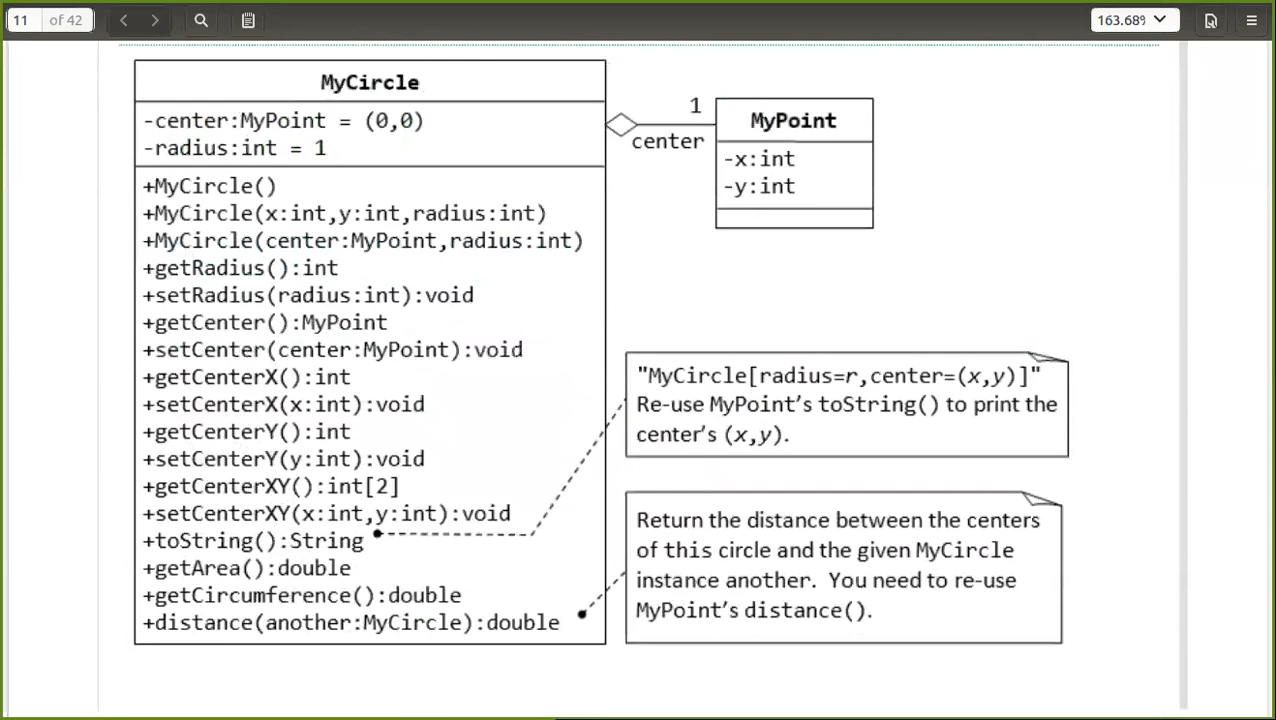 11 of 42
163.68%
MyCircle
-center:MyPoint = (0,0)
-radius:int = 1
+MyCircle()
+MyCircle(x:int,y:int,radius:int)
+MyCircle(center:MyPoint,radius:int)
+getRadius():int
+setRadius(radius:int):void
+getCenter():MyPoint
+setCenter(center:MyPoint):void
+getCenterX():int
+setCenterX(x:int):void
+getCenterY():int
+setCenterY(y:int):void
+getCenterXY():int[2]
+setCenterXY(x:int,y:int):void
+toString():String
+getArea():double
+getCircumference():double
+distance(another:MyCircle):double
1
center
MyPoint
-x:int
-y:int
"MyCircle[radius=r,center=(x,y)]"
Re-use MyPoint’s toString() to print the
center’s (x,y).
Return the distance between the centers
of this circle and the given MyCircle
instance another. You need to re-use
MyPoint’s distance().